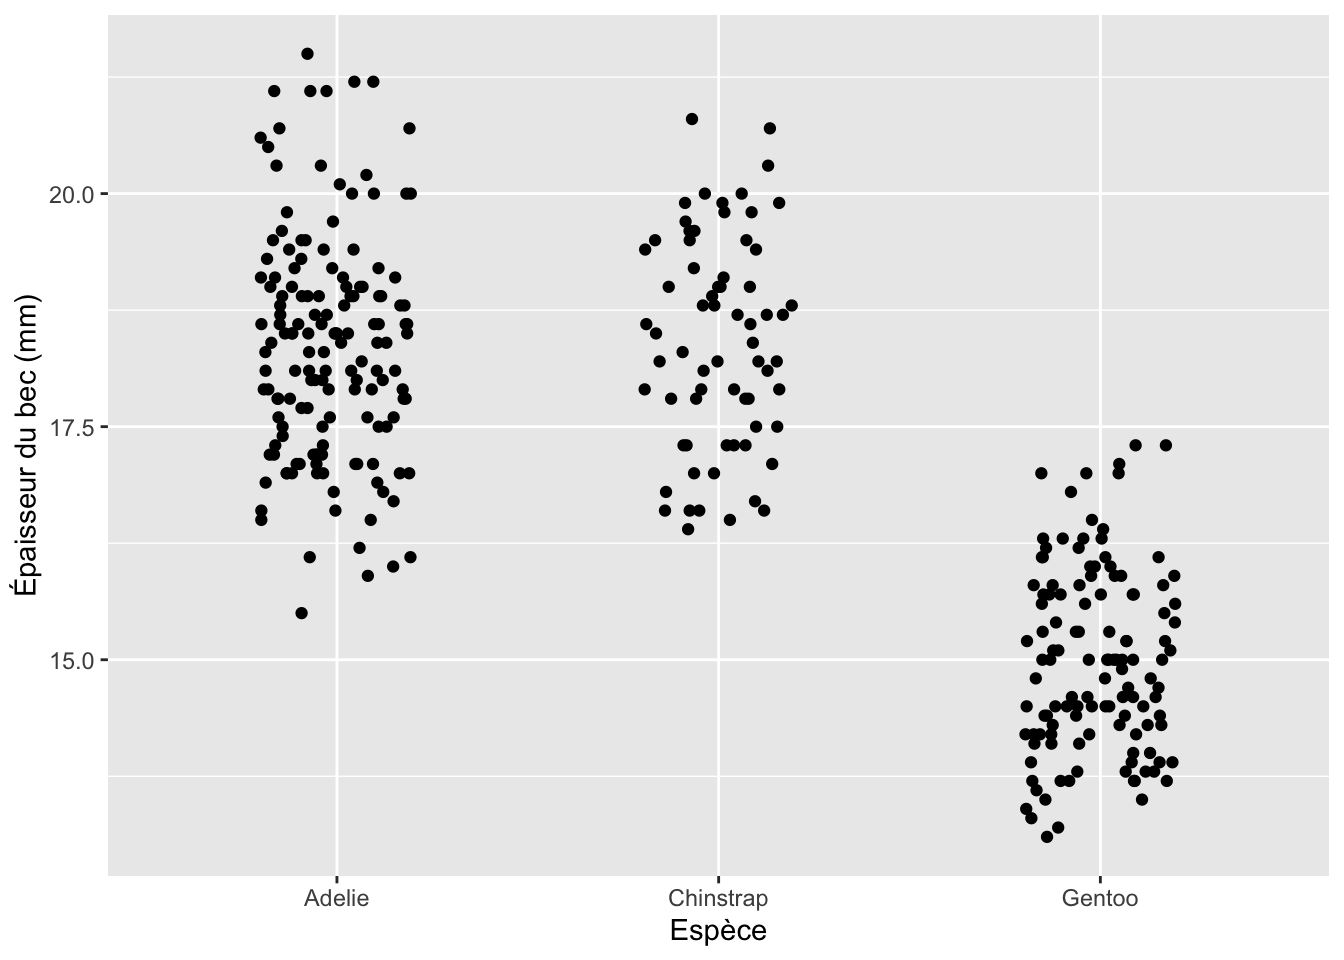 Épaisseur du bec (mm)
20.0
17.5
15.0
Adelie
Chinstrap
Gentoo
Espèce